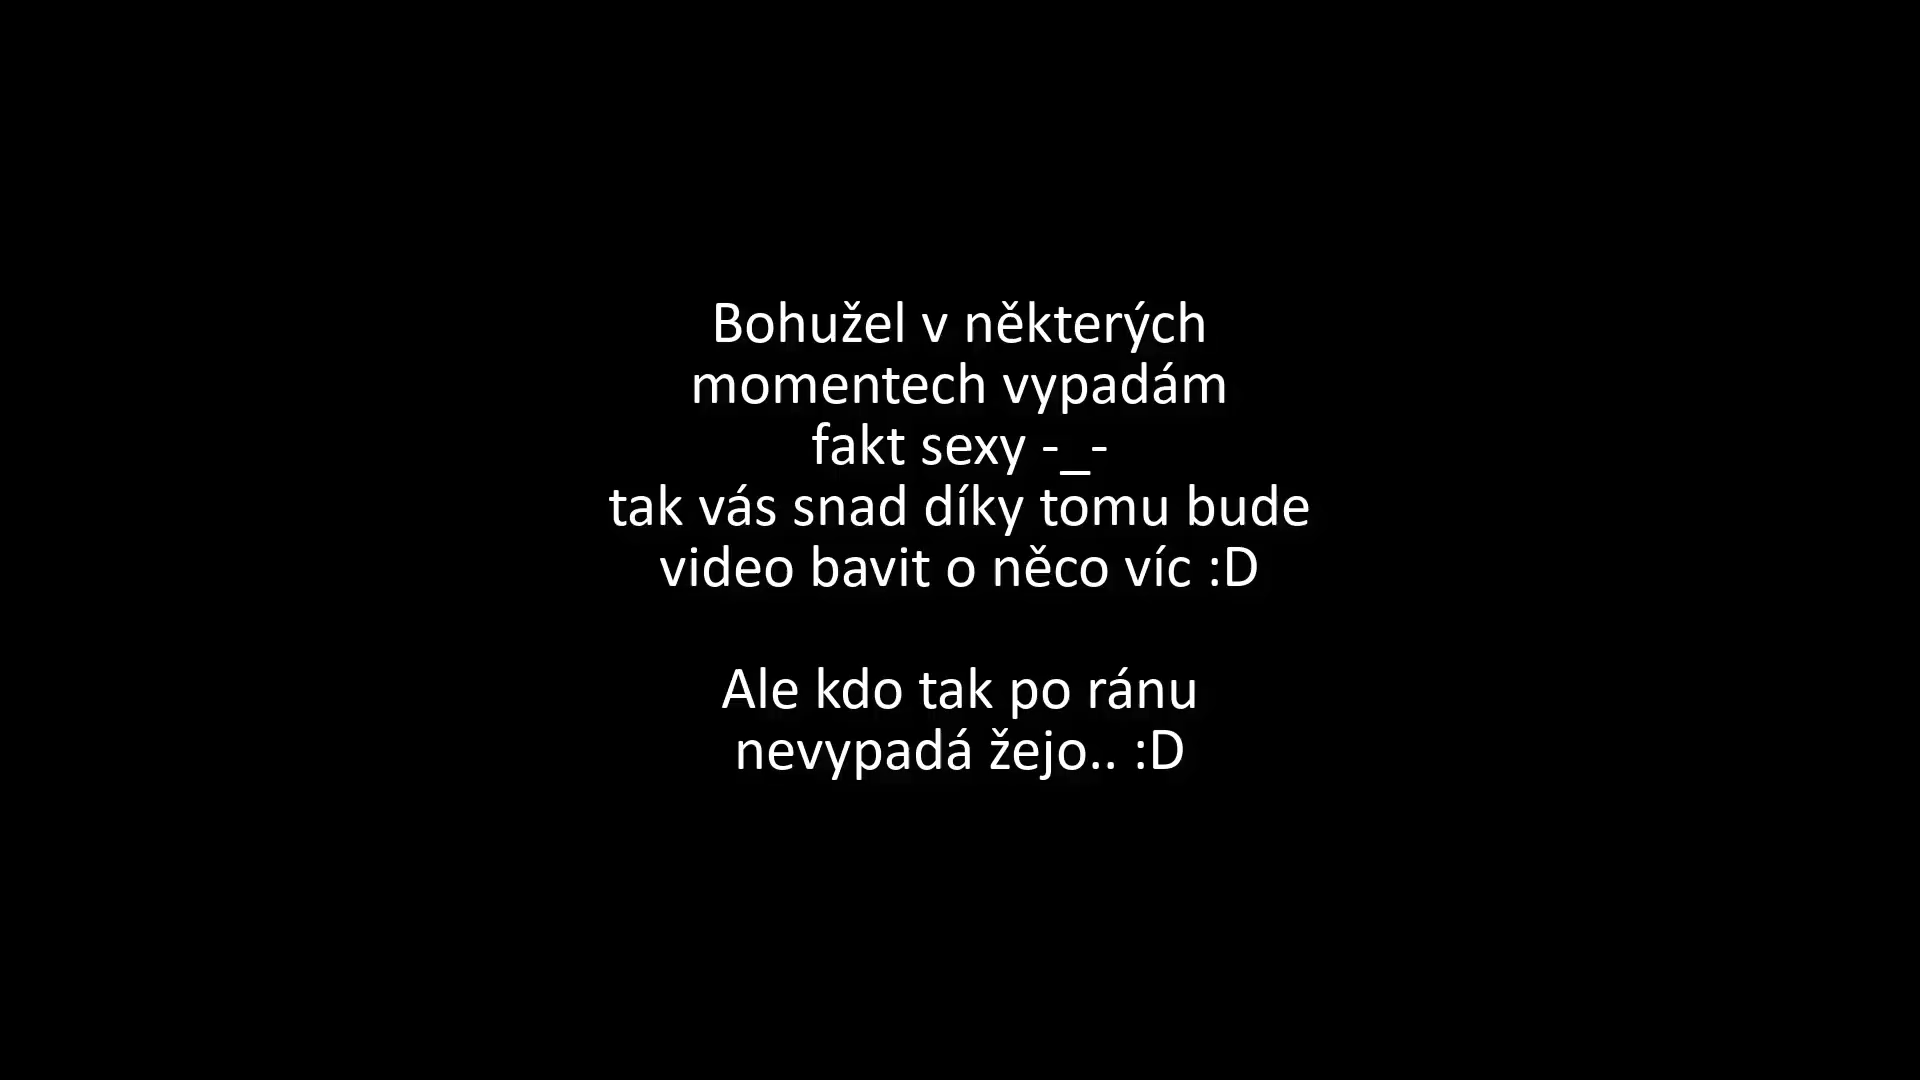 Bohužel v některých
momentech vypadám
fakt sexy -_-
tak vás snad díky tomu bude
video bavit o něco víc :D
Ale kdo tak po ránu
nevypadá žejo.. :D